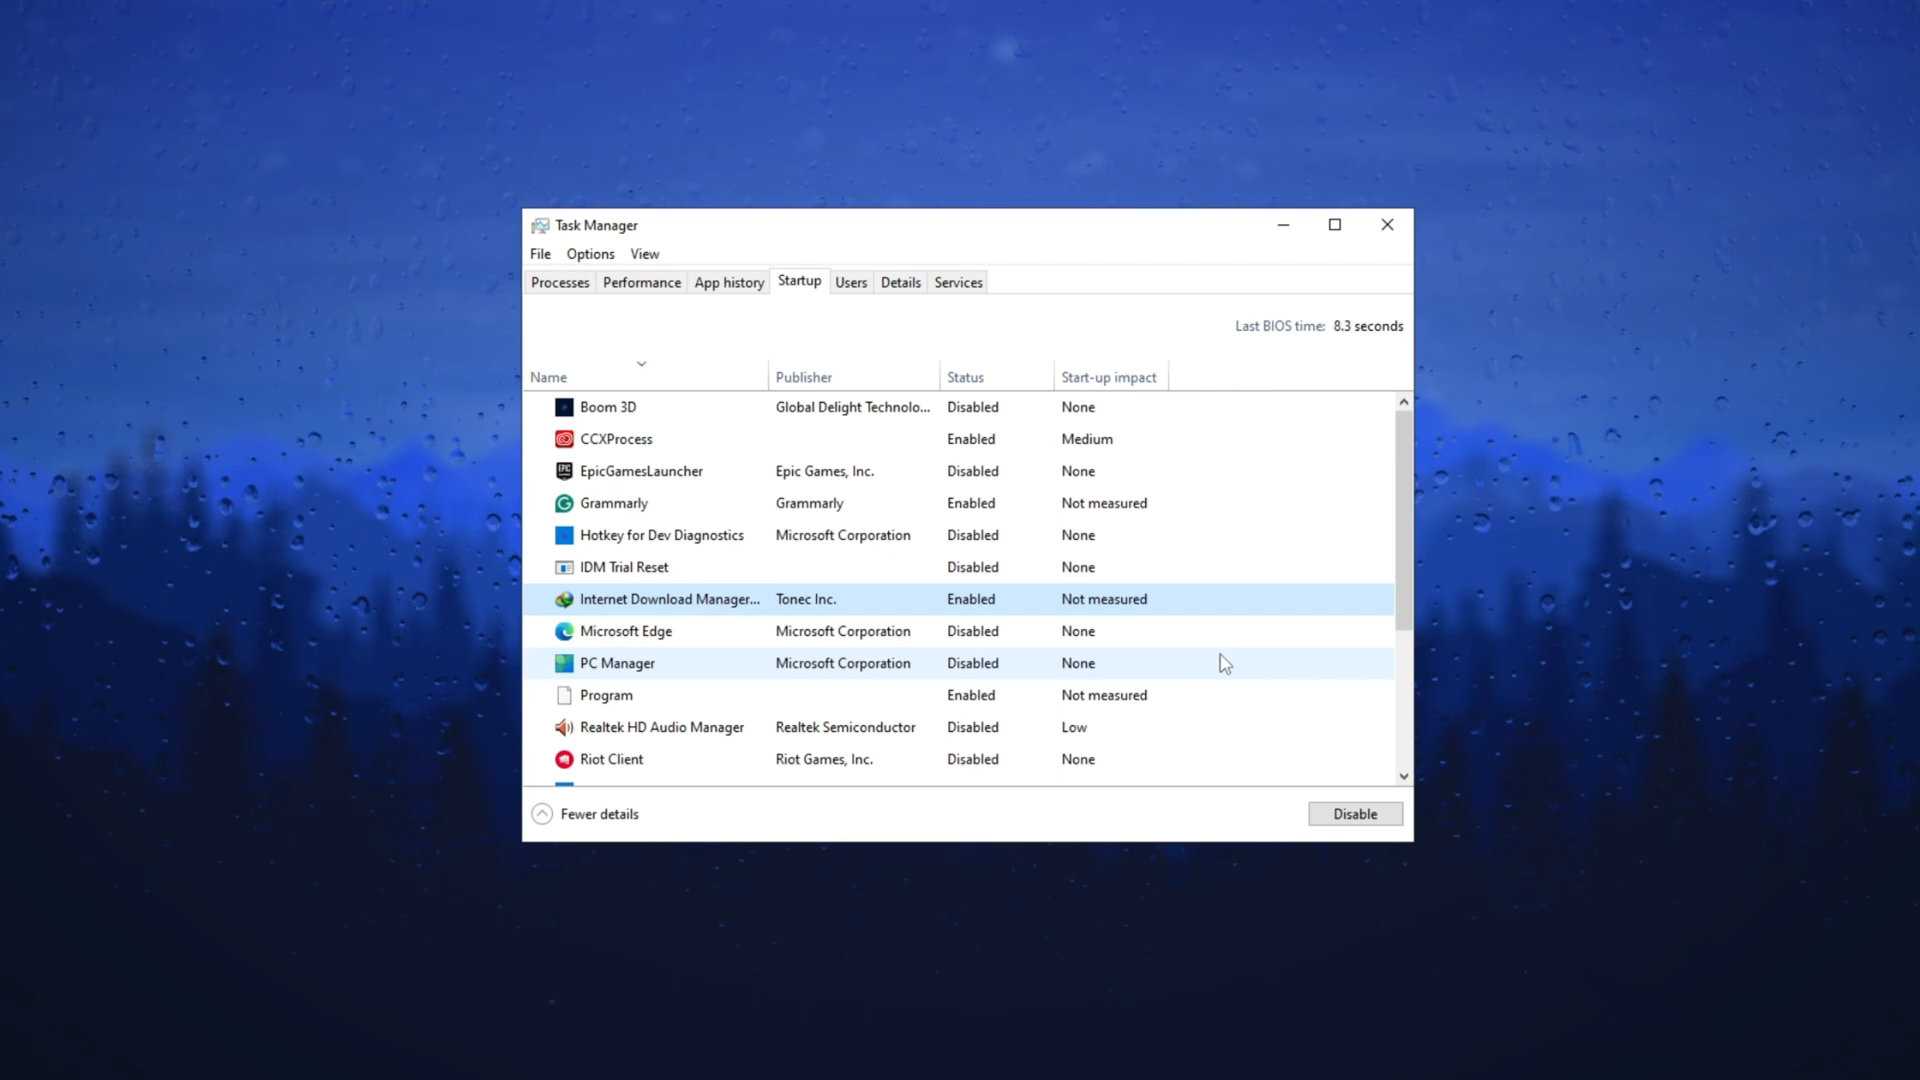 Task Manager
File Options View
Processes Performance App history Startup Users Details Services
Last BIOS time: 8.3 seconds
Name Publisher Status Start-up impact
Boom 3D Global Delight Technolo... Disabled None
CCXProcess Enabled Medium
EPIC EpicGamesLauncher Epic Games, Inc. Disabled None
Grammarly Grammarly Enabled Not measured
Hotkey for Dev Diagnostics Microsoft Corporation Disabled None
IDM Trial Reset Disabled None
Internet Download Manager... Tonec Inc. Enabled Not measured
Microsoft Edge Microsoft Corporation Disabled None
PC Manager Microsoft Corporation Disabled None
Program Enabled Not measured
Realtek HD Audio Manager Realtek Semiconductor Disabled Low
Riot Client Riot Games, Inc. Disabled None
Fewer details Disable